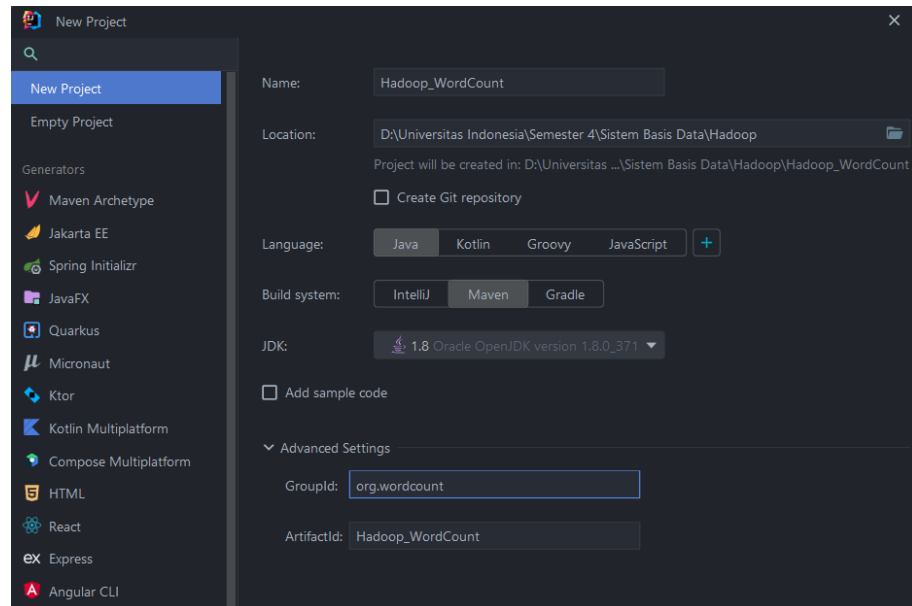 New Project
New Project
Empty Project
Generators
Maven Archetype
Jakarta EE
Spring Initializr
JavaFX
Quarkus
Micronaut
Ktor
Kotlin Multiplatform
Compose Multiplatform
HTML
React
ex Express
Angular CLI
Name: Hadoop_WordCount
Location: D:\Universitas Indonesia\Semester 4\Sistem Basis Data\Hadoop
Project will be created in: D:\Universitas ...\Sistem Basis Data\Hadoop\Hadoop_WordCount
Create Git repository
Language: Java Kotlin Groovy JavaScript +
Build system: IntelliJ Maven Gradle
JDK: 1.8 Oracle OpenJDK version 1.8.0_371
Add sample code
Advanced Settings
GroupId: org.wordcount
ArtifactId: Hadoop_WordCount